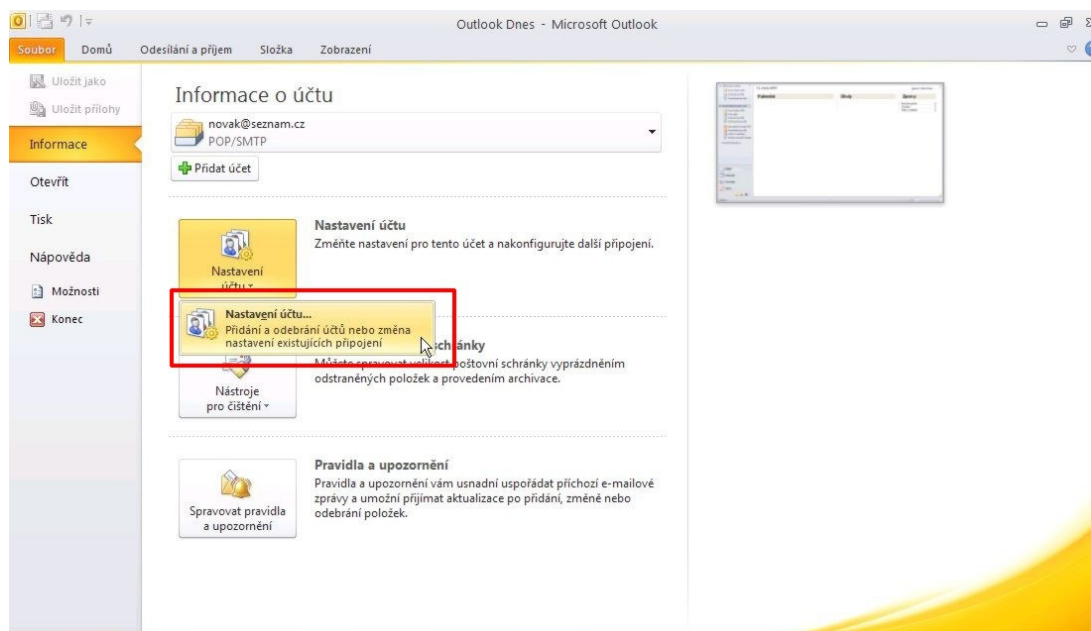 Outlook Dnes - Microsoft Outlook
Soubor Domů Odesílání a příjem Složka Zobrazení
Uložit jako
Uložit přílohy
Informace
Otevřít
Tisk
Nápověda
Možnosti
Konec
Informace o účtu
novak@seznam.cz
POP/SMTP
Přidat účet
Nastavení
účtu
Nastavení účtu
Změňte nastavení pro tento účet a nakonfigurujte další připojení.
Nastavení účtu...
Přidání a odebrání účtů nebo změna
nastavení existujících připojení
schránky
Můžete spravovat velikost poštovní schránky vyprázdněním
odstraněných položek a provedením archivace.
Nástroje
pro čištění
Spravovat pravidla
a upozornění
Pravidla a upozornění
Pravidla a upozornění vám usnadní uspořádat příchozí e-mailové
zprávy a umožní přijímat aktualizace po přidání, změně nebo
odebrání položek.